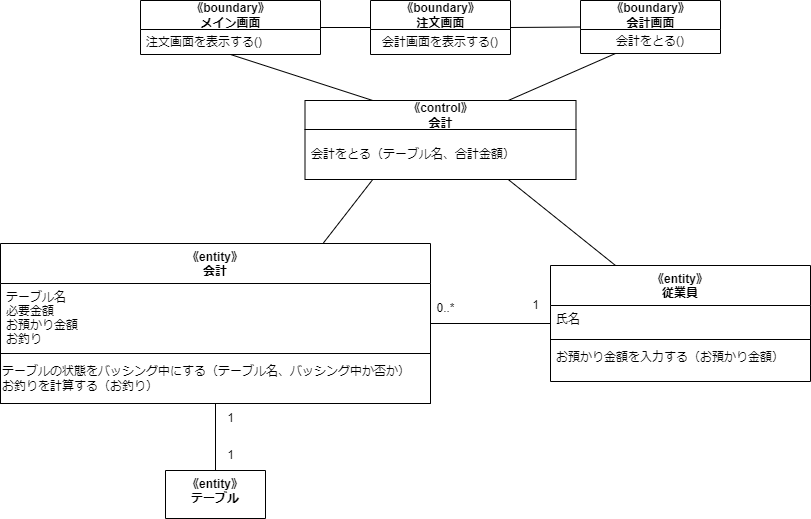 《boundary》
メイン画面
注文画面を表示する()
《boundary》
注文画面
会計画面を表示する()
《boundary》
会計画面
会計をとる()
《control》
会計
会計をとる（テーブル名、合計金額）
《entity》
会計
テーブル名
必要金額
お預かり金額
お釣り
テーブルの状態をバッシング中にする（テーブル名、バッシング中か否か）
お釣りを計算する（お釣り）
0..*
1
《entity》
従業員
氏名
お預かり金額を入力する（お預かり金額）
1
1
《entity》
テーブル